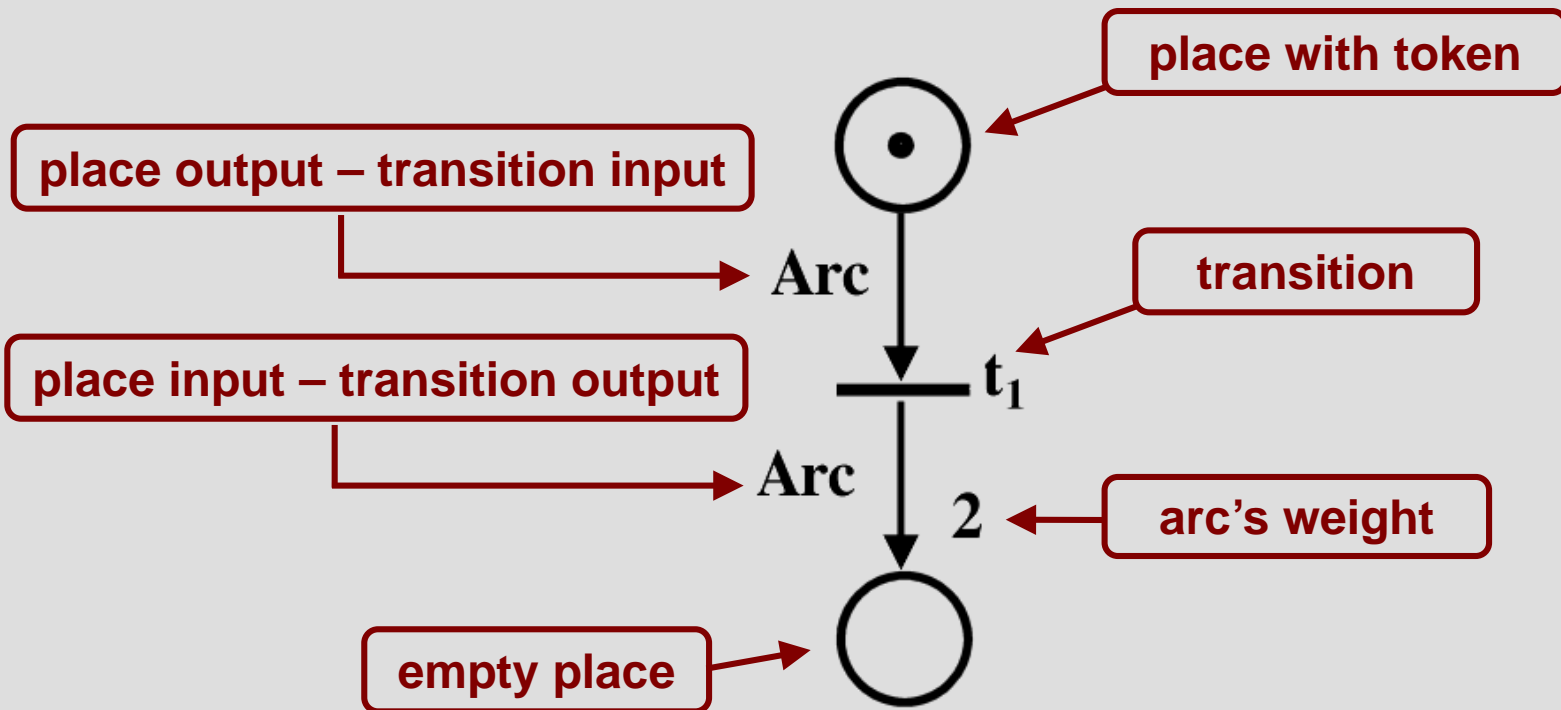 place with token
place output – transition input
Arc
transition
place input – transition output
t₁
Arc
2
arc’s weight
empty place